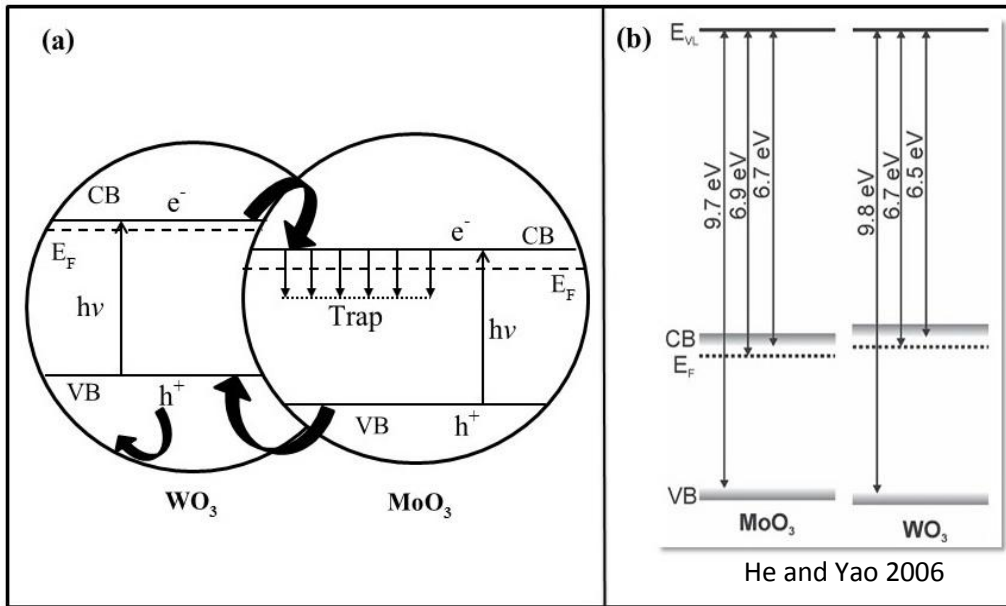 (a)
CB
e-
E_F
hν
VB
h+
WO3
e-
CB
E_F
Trap
hν
VB
h+
MoO3
(b)
E_VL
9.7 eV
6.9 eV
6.7 eV
9.8 eV
6.7 eV
6.5 eV
CB
E_F
VB
MoO3
WO3
He and Yao 2006